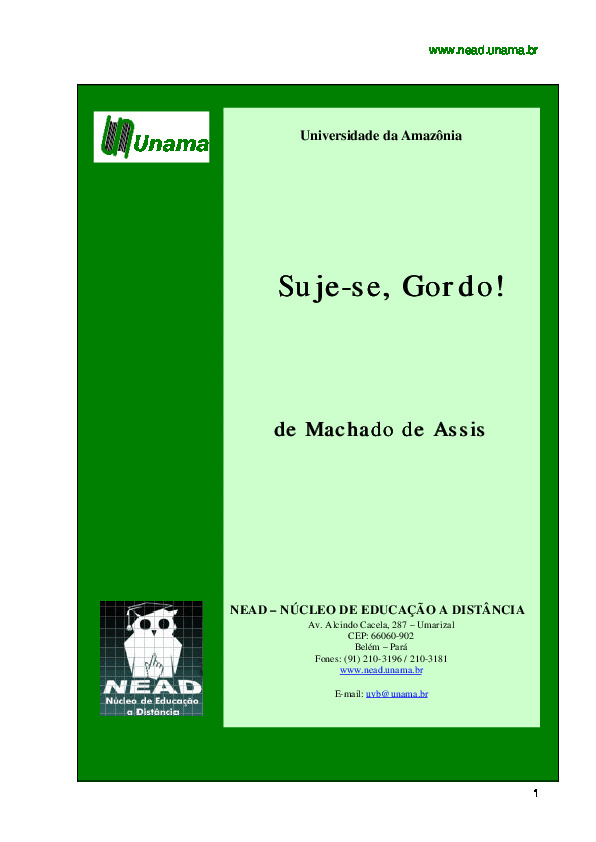 www.nead.unama.br
Unama
Universidade da Amazônia
Suje-se, Gordo!
de Machado de Assis
NEAD – NÚCLEO DE EDUCAÇÃO A DISTÂNCIA
Av. Alcindo Cacela, 287 – Umarizal
CEP: 66060-902
Belém – Pará
Fones: (91) 210-3196 / 210-3181
www.nead.unama.br
E-mail: uvb@unama.br
NEAD
Núcleo de Educação
a Distância
1